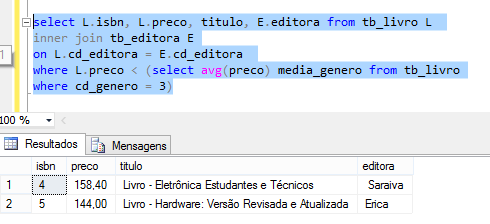 select L.isbn, L.preco, titulo, E.editora from tb_livro L
inner join tb_editora E
on L.cd_editora = E.cd_editora
where L.preco < (select avg(preco) media_genero from tb_livro
where cd_genero = 3)
1
100 %
Resultados Mensagens
isbn preco titulo editora
1 4 158,40 Livro - Eletrônica Estudantes e Técnicos Saraiva
2 5 144,00 Livro - Hardware: Versão Revisada e Atualizada Erica